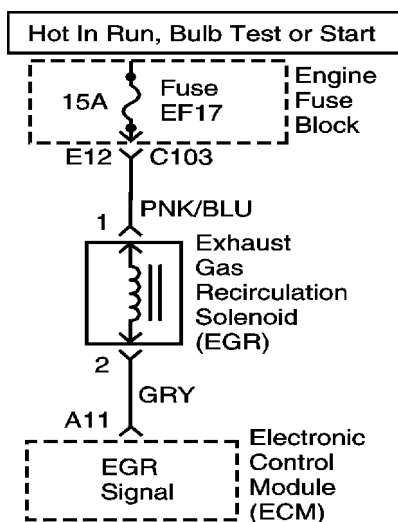 Hot In Run, Bulb Test or Start
15A
Fuse
EF17
Engine
Fuse
Block
E12
C103
1
PNK/BLU
Exhaust
Gas
Recirculation
Solenoid
(EGR)
2
GRY
A11
EGR
Signal
Electronic
Control
Module
(ECM)